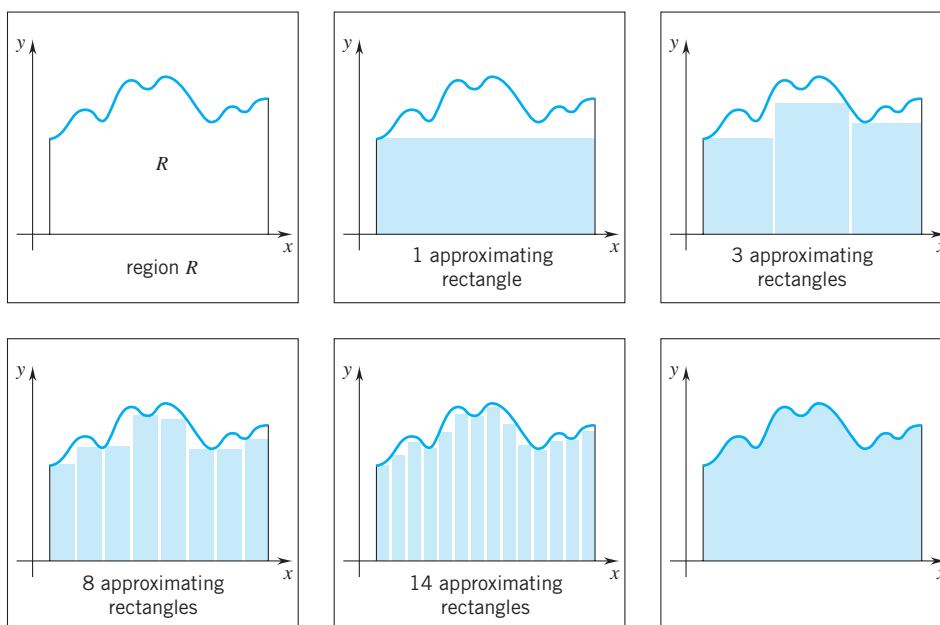 y
R
x
region R
y
x
1 approximating
rectangle
y
x
3 approximating
rectangles
y
x
8 approximating
rectangles
y
x
14 approximating
rectangles
y
x